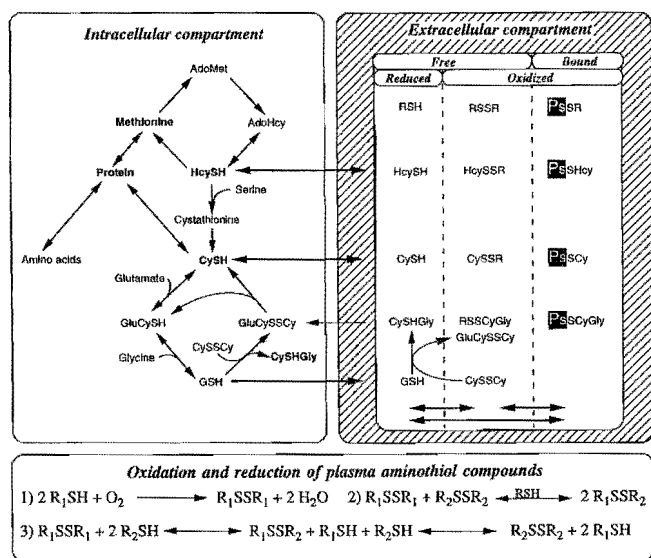 Intracellular compartment
Extracellular compartment
Free
Bound
Reduced
Oxidized
AdoMet
Methionine
AdoHcy
Protein
HcySH
Serine
Cystathionine
Amino acids
CySH
Glutamate
GluCySH
GluCySSCy
CySSCy
Glycine
CySHGly
GSH
RSH
RSSR
PsSR
HcySH
HcySSR
PsSHcy
CySH
CySSR
PsSCy
CySHGly
RSSCyGly
PsSCyGly
GluCySSCy
GSH
CySSCy
Oxidation and reduction of plasma aminothiol compounds
1) 2 R₁SH + O₂ R₁SSR₁ + 2 H₂O 2) R₁SSR₁ + R₂SSR₂ RSH 2 R₁SSR₂
3) R₁SSR₁ + 2 R₂SH R₁SSR₂ + R₁SH + R₂SH R₂SSR₂ + 2 R₁SH